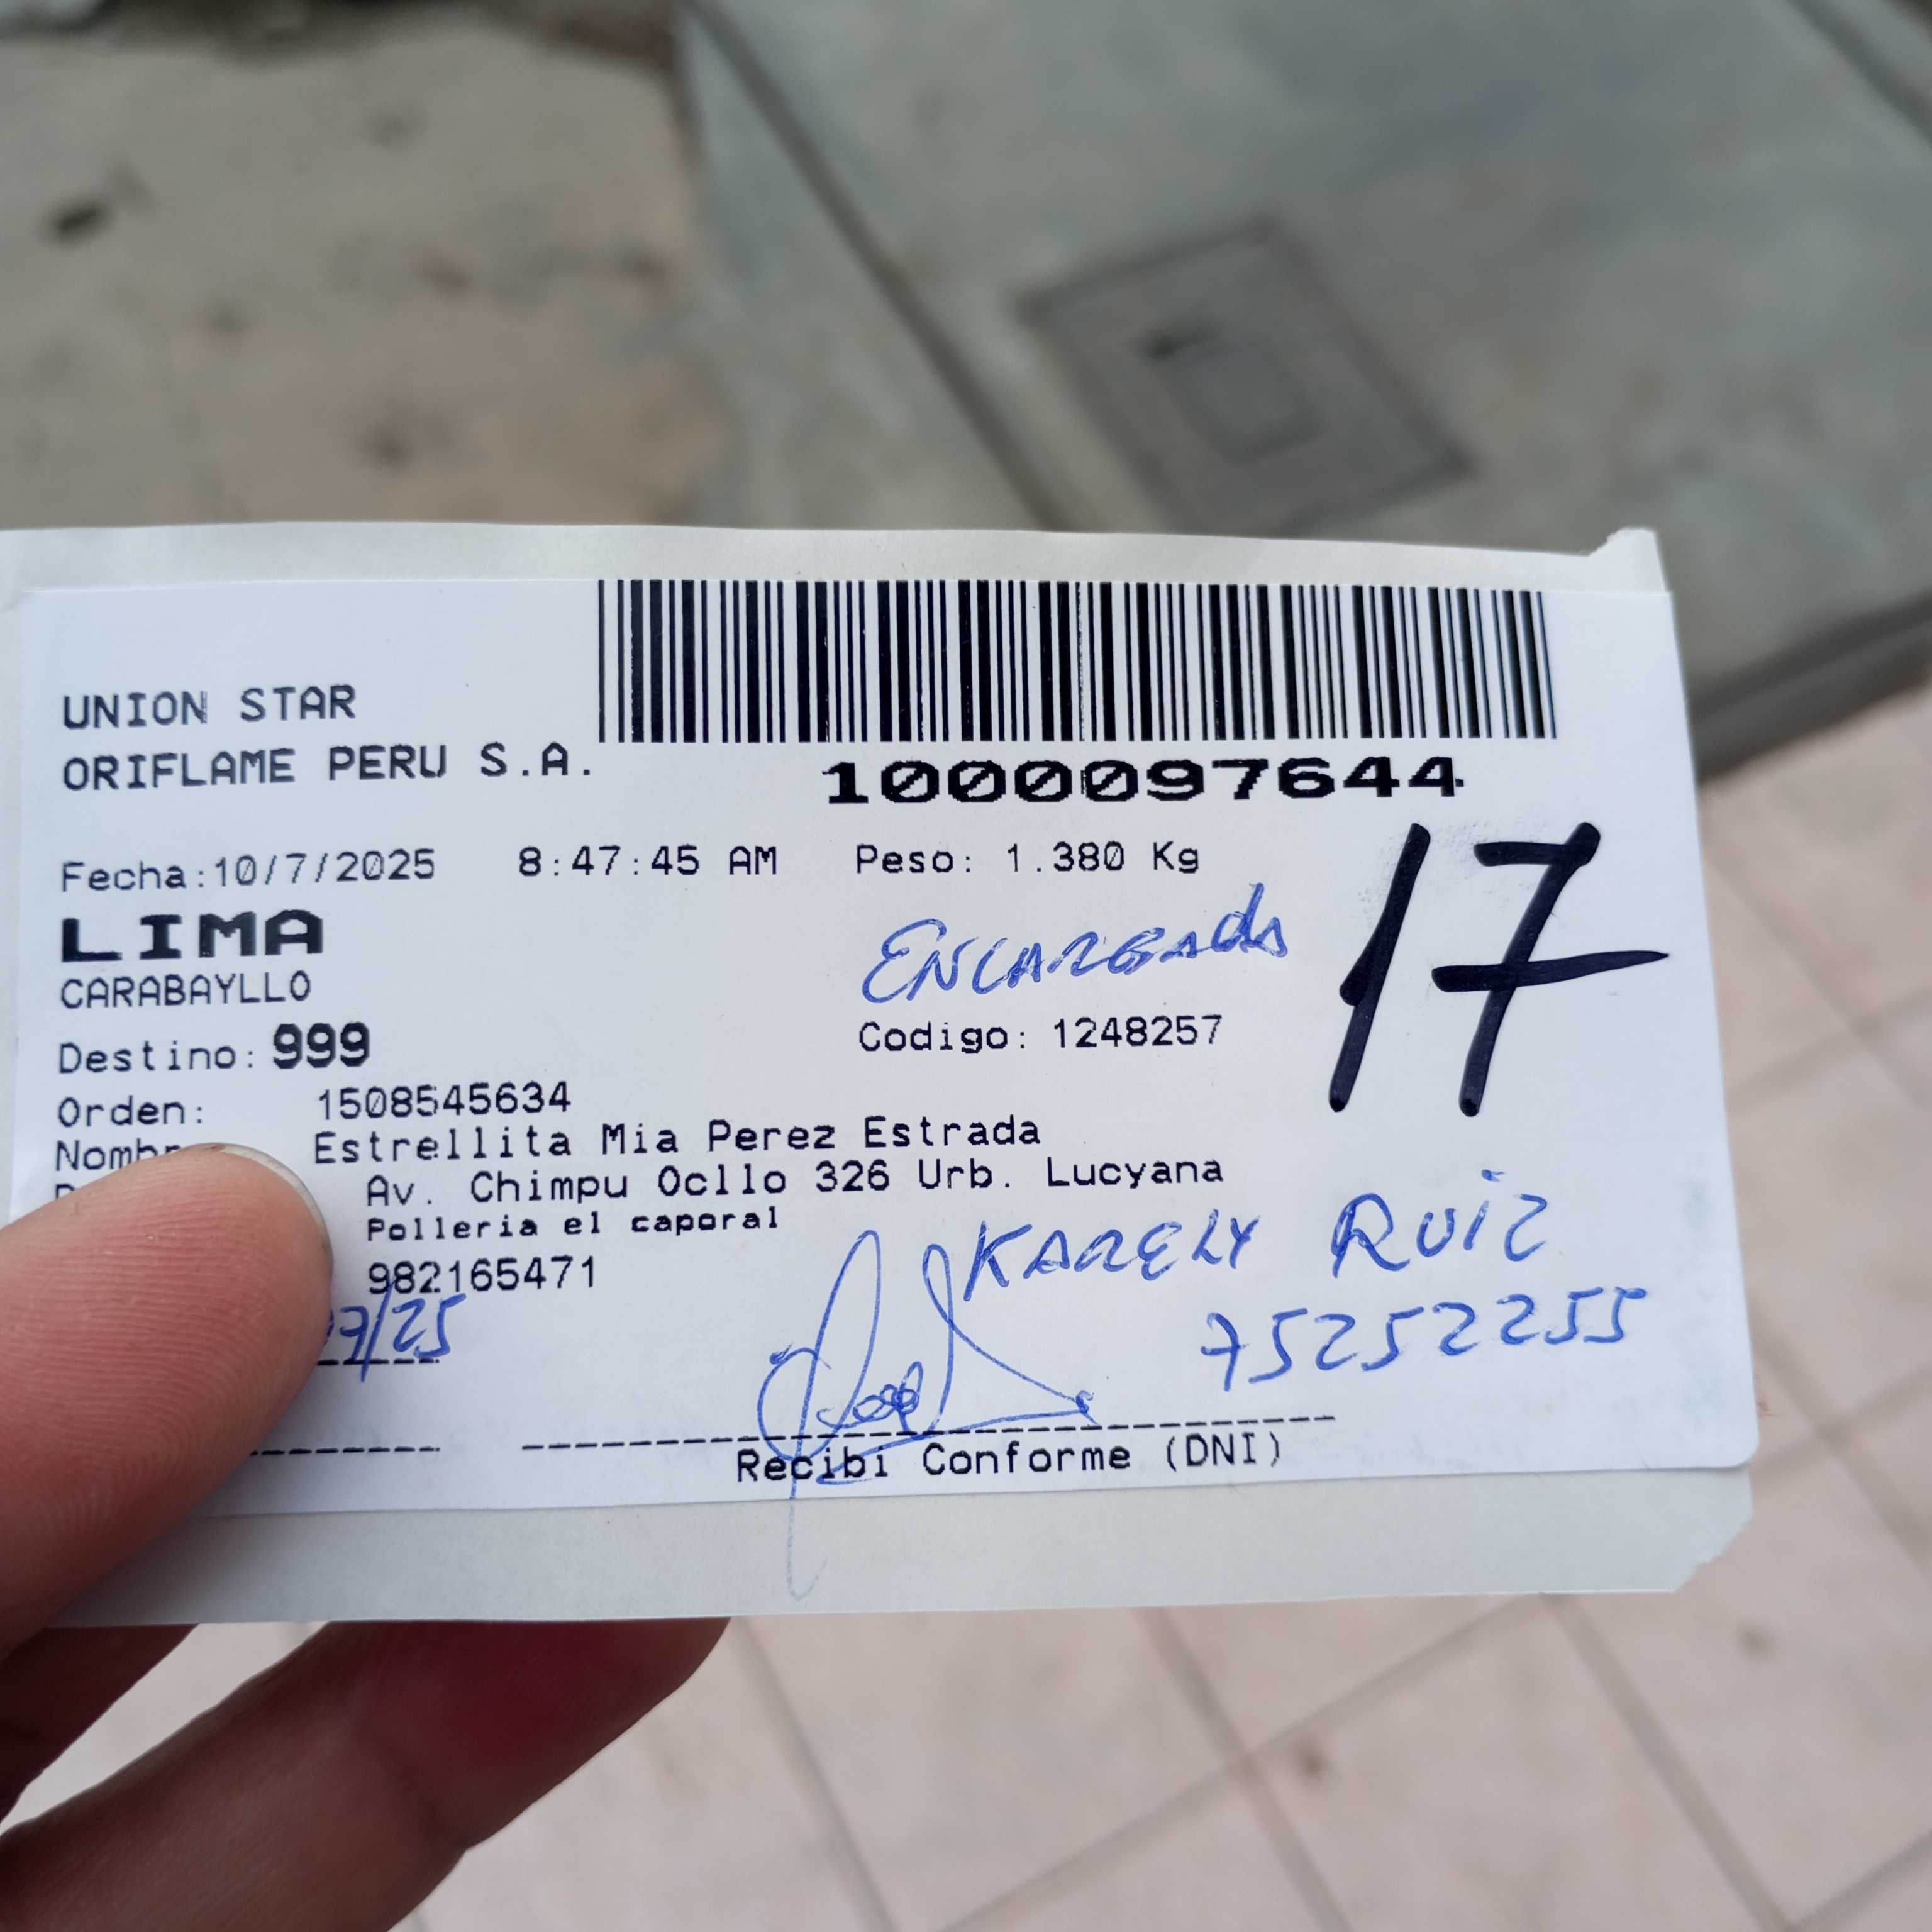 UNION STAR
ORIFLAME PERU S.A.
1000097644
Fecha:10/7/2025 8:47:45 AM Peso: 1.380 Kg
17
LIMA
ENCARGADA
CARABAYLLO
Destino: 999
Codigo: 1248257
Orden: 1508545634
Estrellita Mia Perez Estrada
Av. Chimpu Ocllo 326 Urb. Lucyana
Polleria el caporal
KARELY RUIZ
982165471
75252255
Recibi Conforme (DNI)